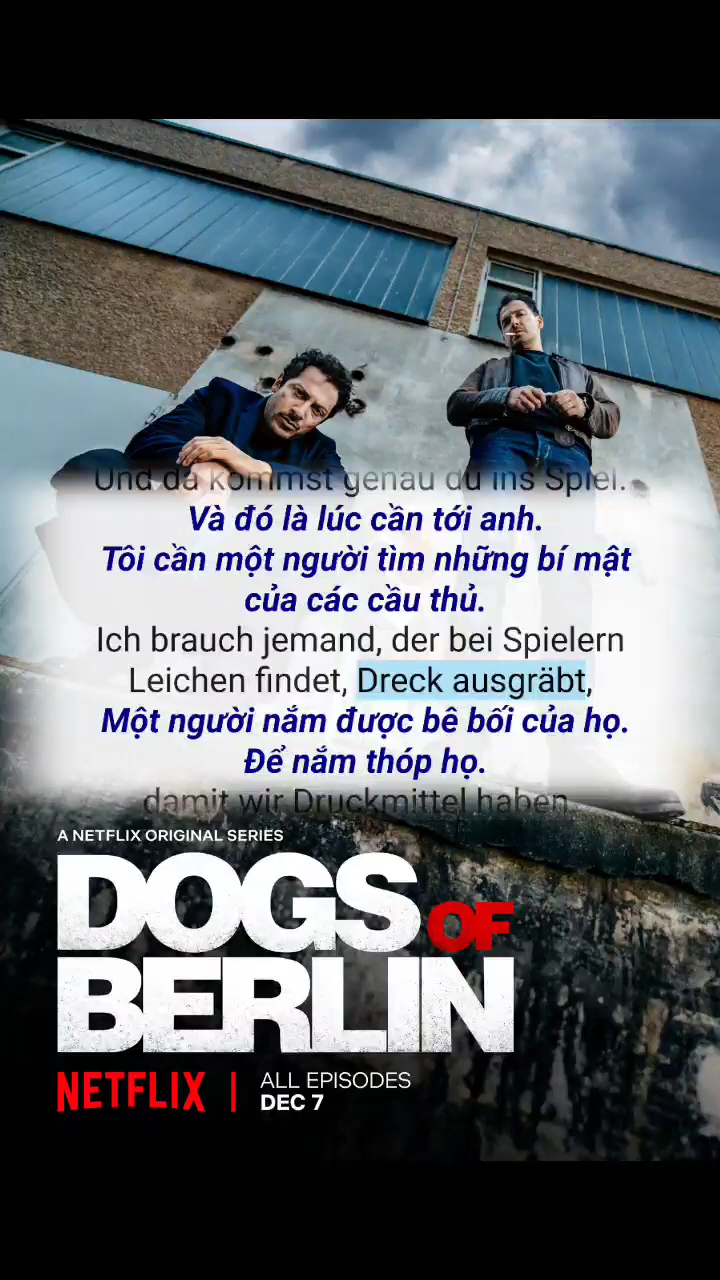 Und da kommst genau du ins Spiel.
Và đó là lúc cần tới anh.
Tôi cần một người tìm những bí mật
của các cầu thủ.
Ich brauch jemand, der bei Spielern
Leichen findet, Dreck ausgräbt,
Một người nắm được bê bối của họ.
Để nắm thóp họ.
damit wir Druckmittel haben
A NETFLIX ORIGINAL SERIES
DOGS OF
BERLIN
NETFLIX | ALL EPISODES
DEC 7